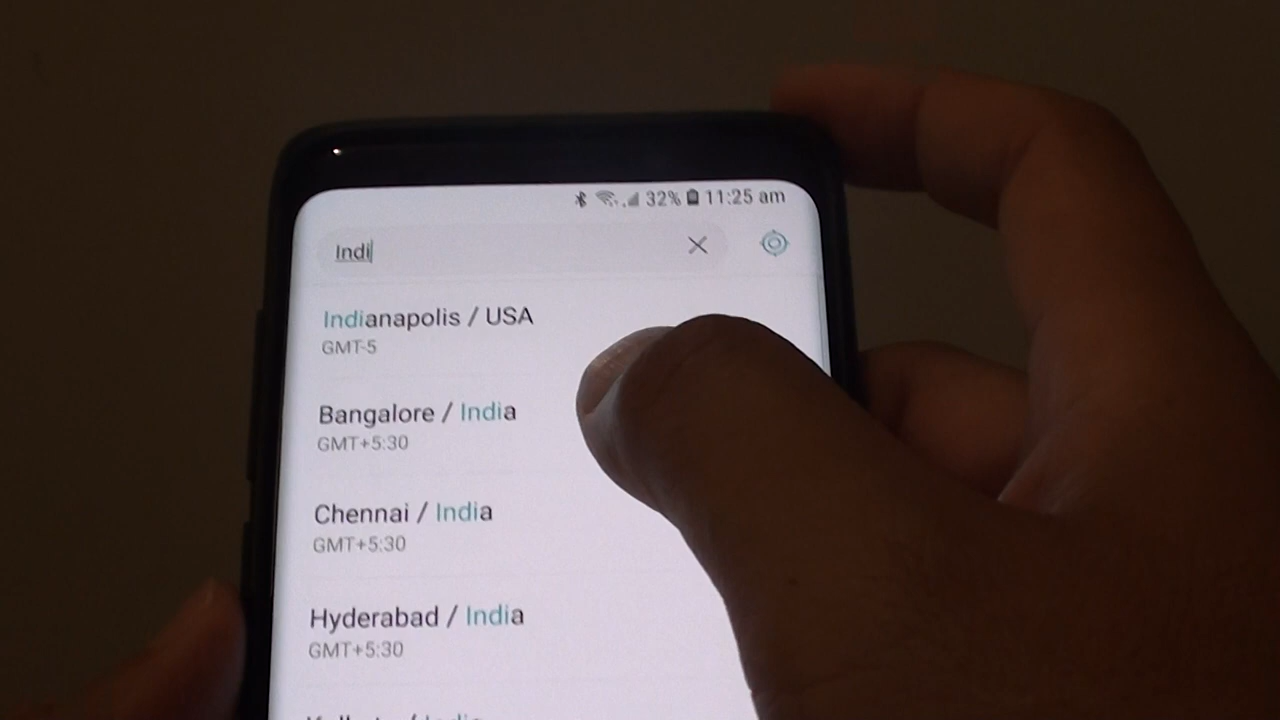 32% 11:25 am
Indi
Indianapolis / USA
GMT-5
Bangalore / India
GMT+5:30
Chennai / India
GMT+5:30
Hyderabad / India
GMT+5:30